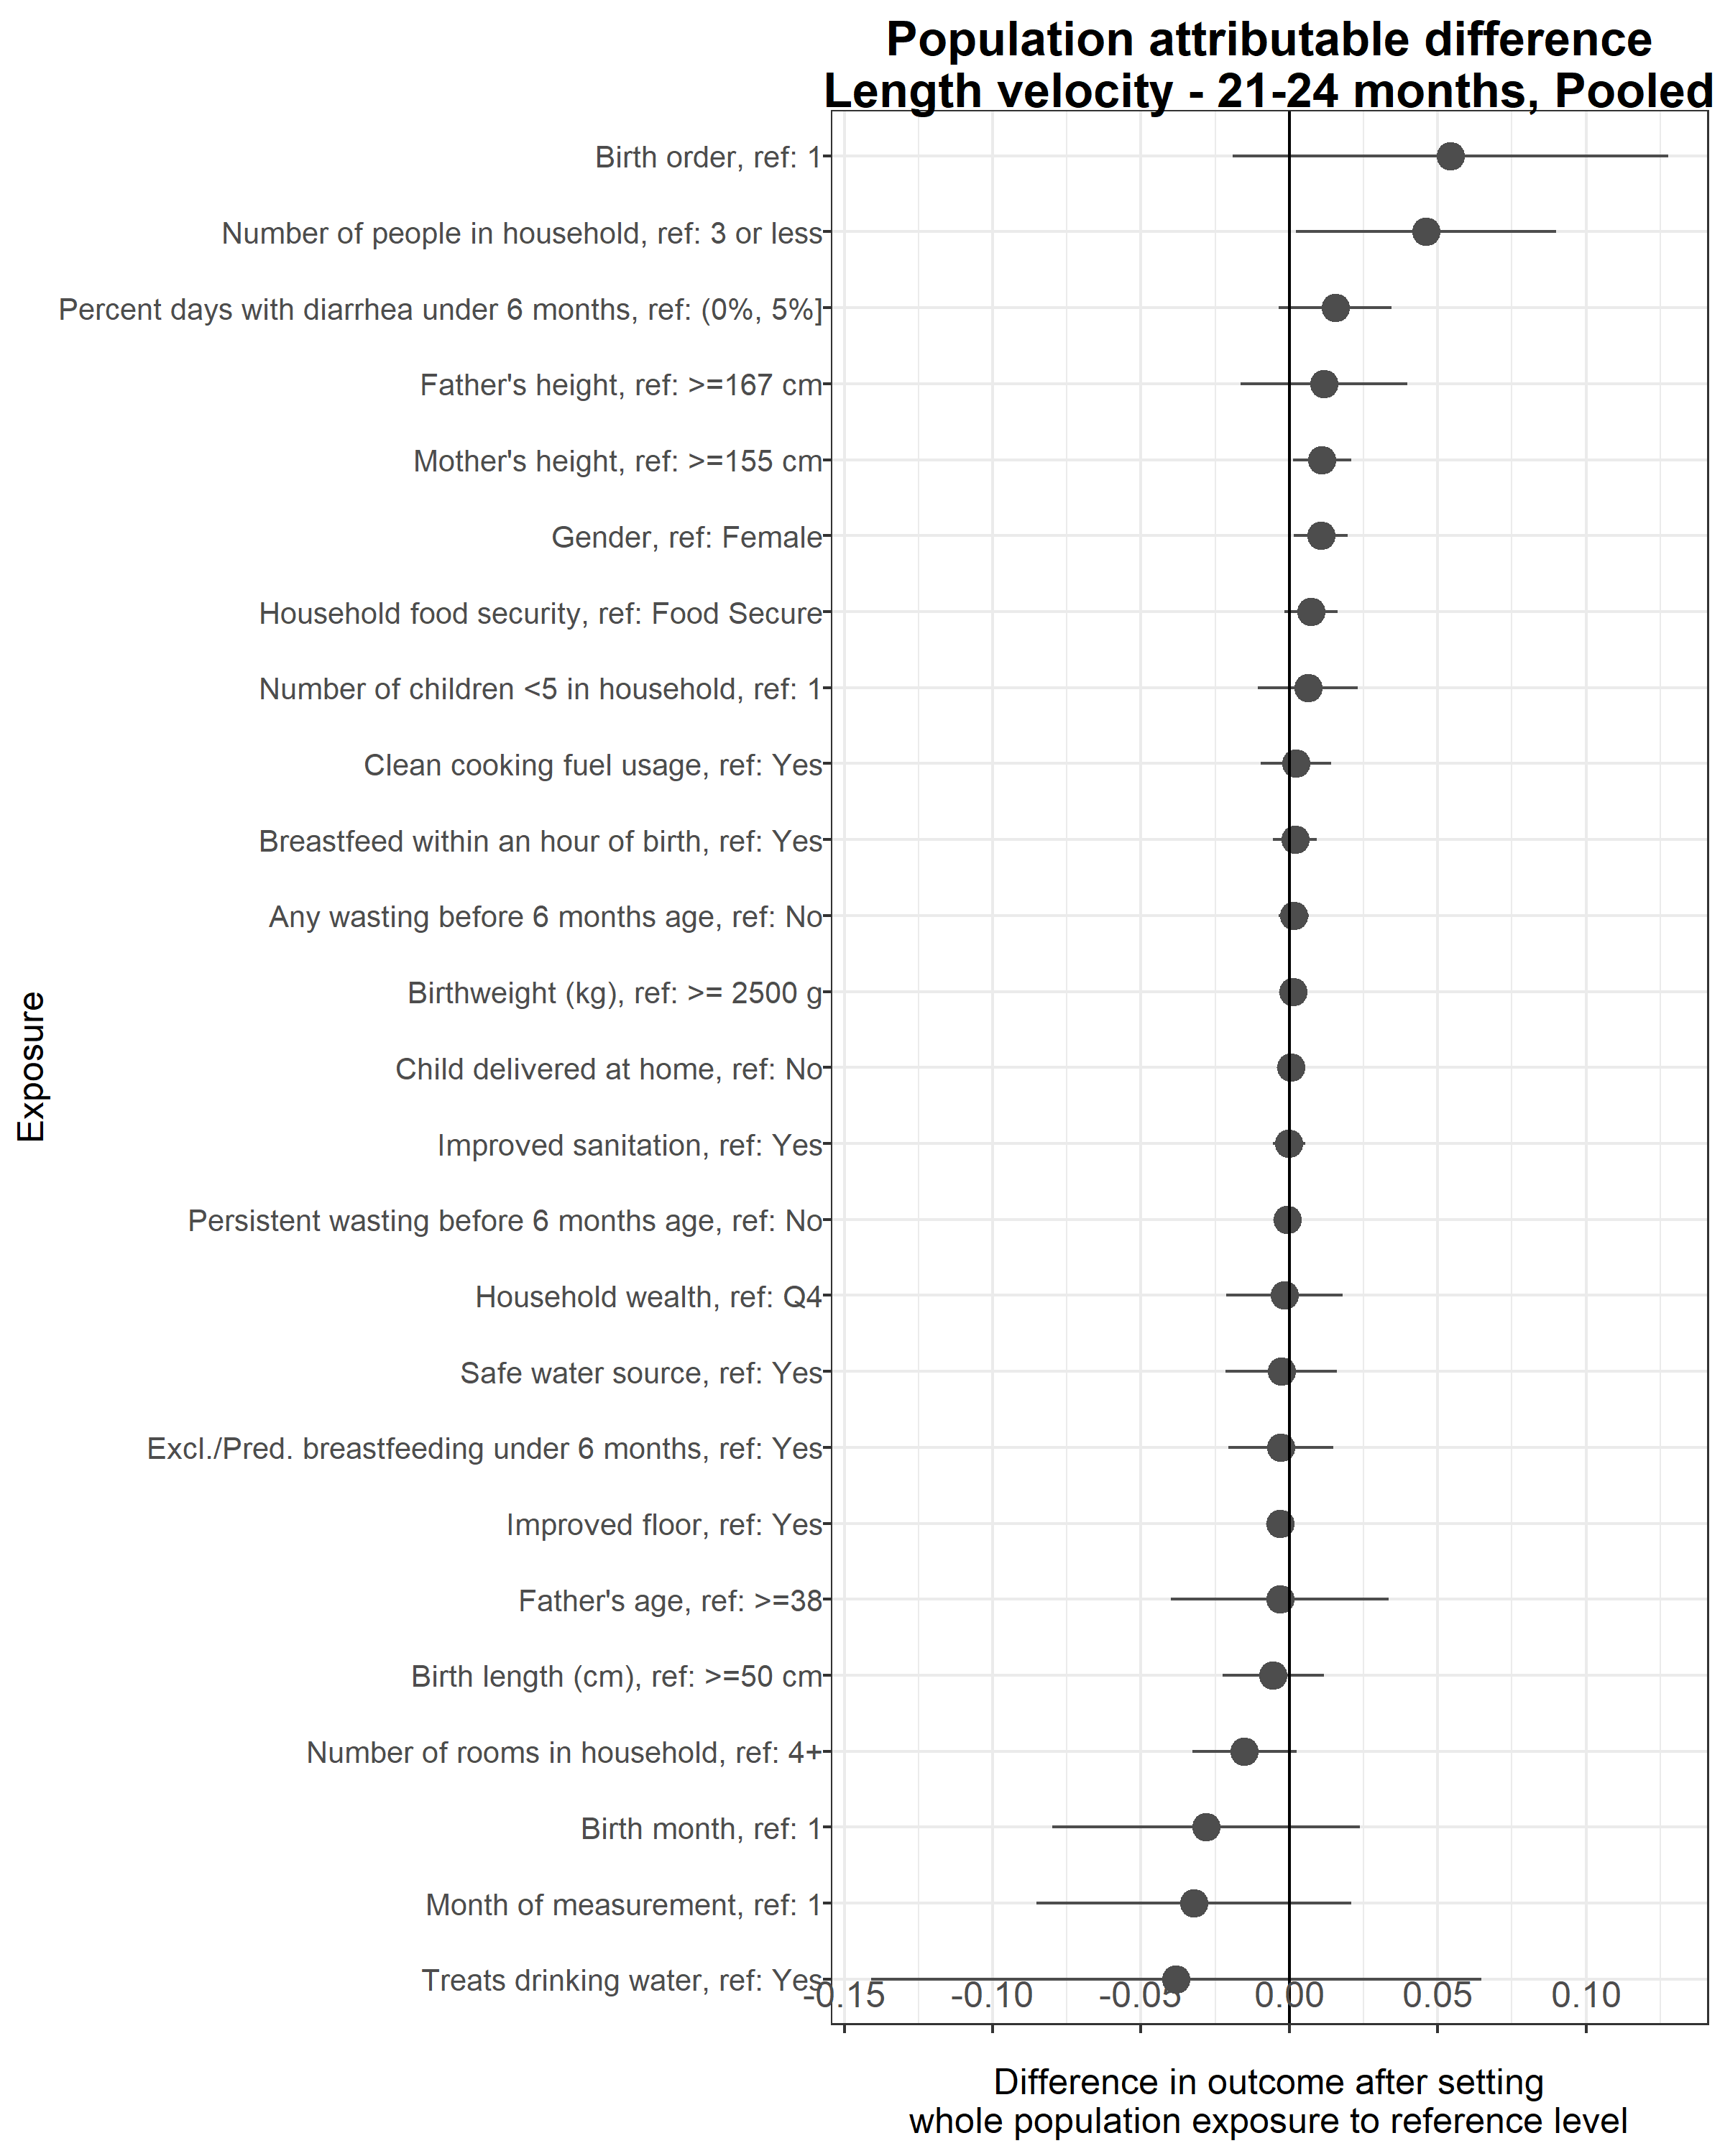 Population attributable difference
Length velocity - 21-24 months, Pooled
Birth order, ref: 1
Number of people in household, ref: 3 or less
Percent days with diarrhea under 6 months, ref: (0%, 5%]
Father's height, ref: >=167 cm
Mother's height, ref: >=155 cm
Gender, ref: Female
Household food security, ref: Food Secure
Number of children <5 in household, ref: 1
Clean cooking fuel usage, ref: Yes
Breastfeed within an hour of birth, ref: Yes
Any wasting before 6 months age, ref: No
Birthweight (kg), ref: >= 2500 g
Child delivered at home, ref: No
Improved sanitation, ref: Yes
Persistent wasting before 6 months age, ref: No
Household wealth, ref: Q4
Safe water source, ref: Yes
Excl./Pred. breastfeeding under 6 months, ref: Yes
Improved floor, ref: Yes
Father's age, ref: >=38
Birth length (cm), ref: >=50 cm
Number of rooms in household, ref: 4+
Birth month, ref: 1
Month of measurement, ref: 1
Treats drinking water, ref: Yes
Exposure
-0.15 -0.10 -0.05 0.00 0.05 0.10
Difference in outcome after setting
whole population exposure to reference level